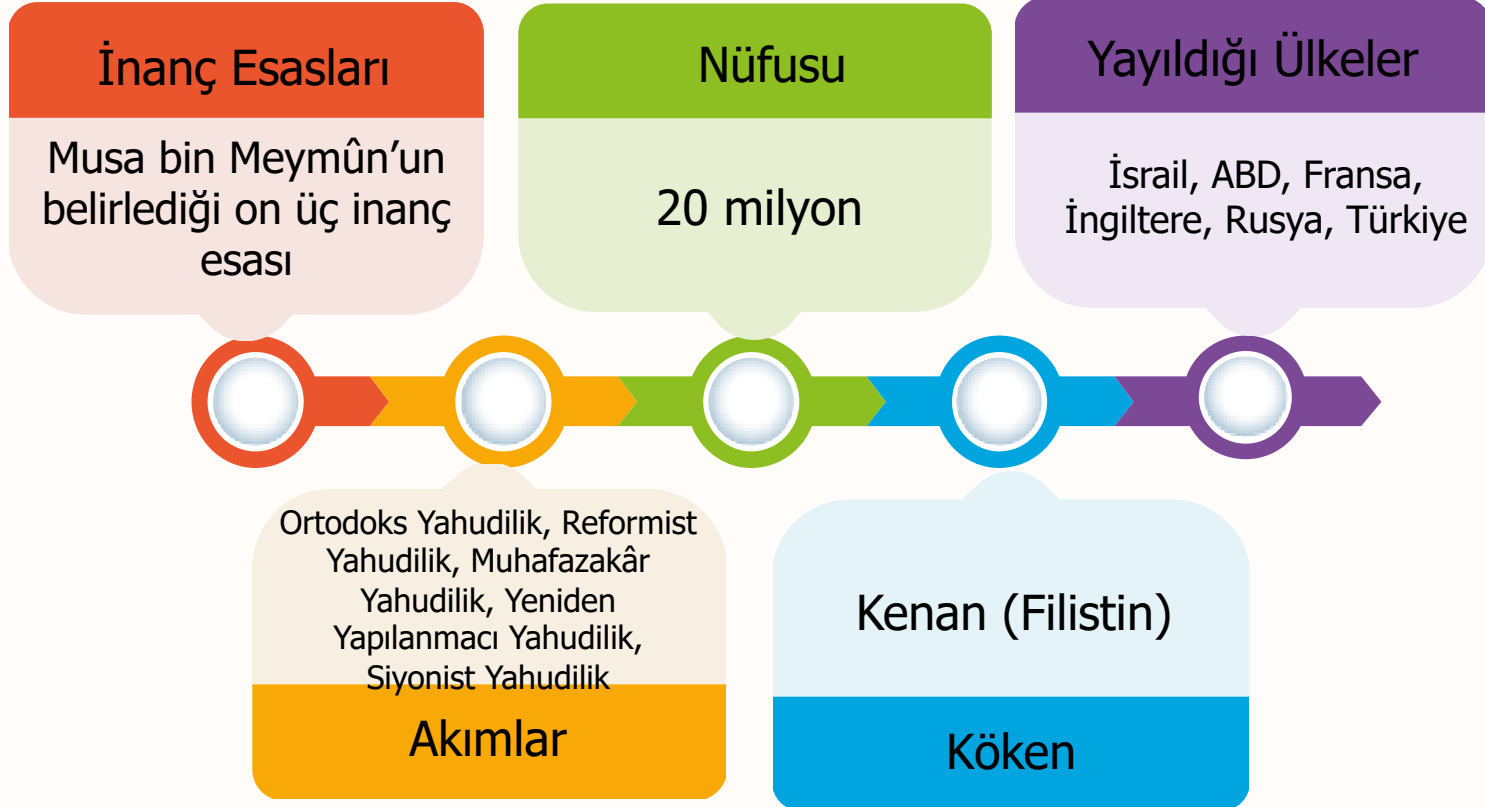 İnanç Esasları
Musa bin Meymûn’un
belirlediği on üç inanç
esası
Nüfusu
20 milyon
Yayıldığı Ülkeler
İsrail, ABD, Fransa,
İngiltere, Rusya, Türkiye
Ortodoks Yahudilik, Reformist
Yahudilik, Muhafazakâr
Yahudilik, Yeniden
Yapılanmacı Yahudilik,
Siyonist Yahudilik
Akımlar
Kenan (Filistin)
Köken